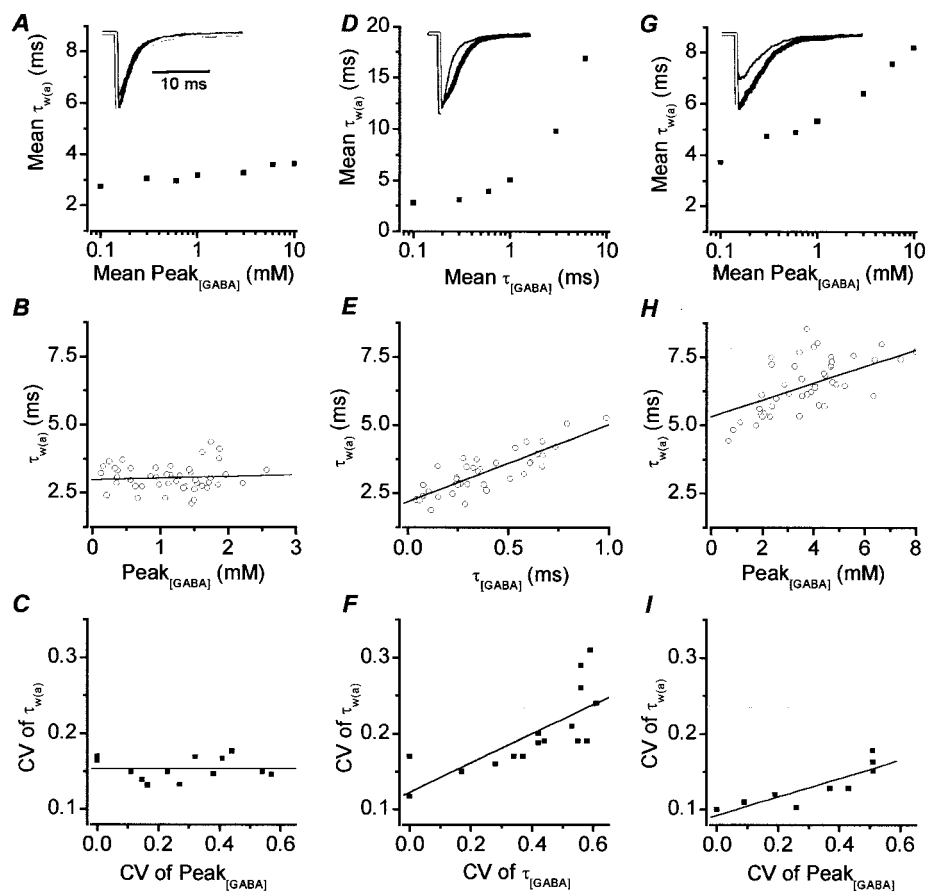 A
D
G
8
6
4
2
Mean τw(a) (ms)
10 ms
0.1
1
10
Mean Peak[GABA] (mM)
20
15
10
5
0
Mean τw(a) (ms)
0.1
1
10
Mean τ[GABA] (ms)
8
6
4
2
Mean τw(a) (ms)
0.1
1
10
Mean Peak[GABA] (mM)
B
E
H
7.5
5.0
2.5
τw(a) (ms)
0
1
2
3
Peak[GABA] (mM)
7.5
5.0
2.5
τw(a) (ms)
0.0
0.5
1.0
τ[GABA] (ms)
7.5
5.0
2.5
τw(a) (ms)
0
2
4
6
8
Peak[GABA] (mM)
C
F
I
0.3
0.2
0.1
CV of τw(a)
0.0
0.2
0.4
0.6
CV of Peak[GABA]
0.3
0.2
0.1
CV of τw(a)
0.0
0.2
0.4
0.6
CV of τ[GABA]
0.3
0.2
0.1
CV of τw(a)
0.0
0.2
0.4
0.6
CV of Peak[GABA]